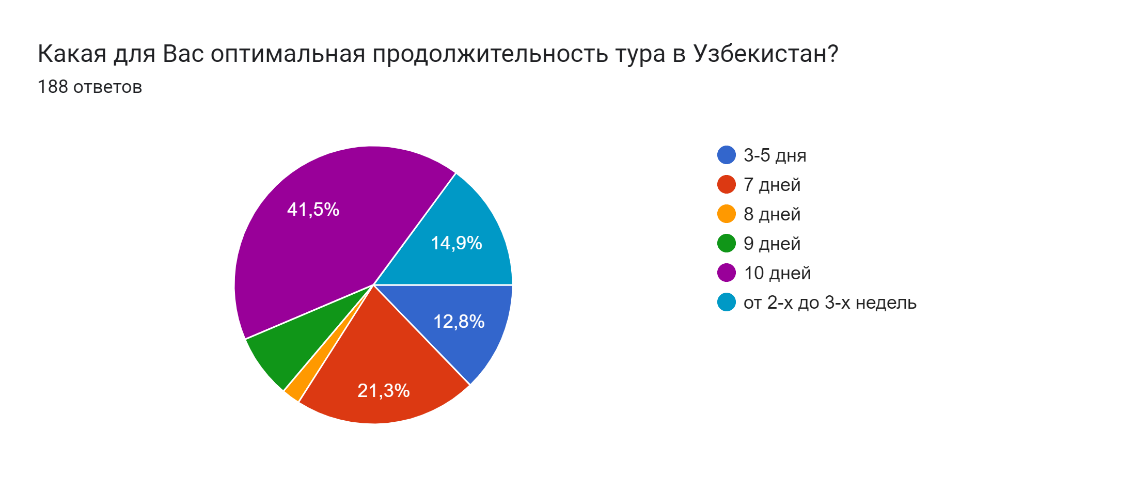 Какая для Вас оптимальная продолжительность тура в Узбекистан?
188 ответов
41,5%
14,9%
12,8%
21,3%
3-5 дня
7 дней
8 дней
9 дней
10 дней
от 2-х до 3-х недель